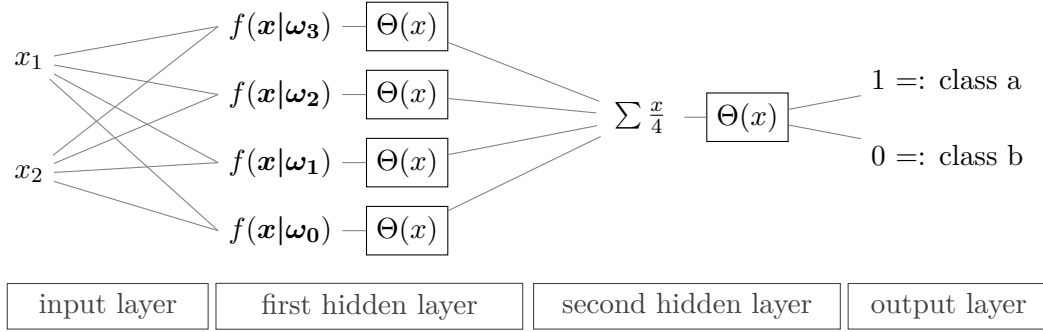 f(x|ω₃) Θ(x)
x₁
1 =: class a
f(x|ω₂) Θ(x)
∑ x/4 Θ(x)
f(x|ω₁) Θ(x)
0 =: class b
x₂
f(x|ω₀) Θ(x)
input layer
first hidden layer
second hidden layer
output layer